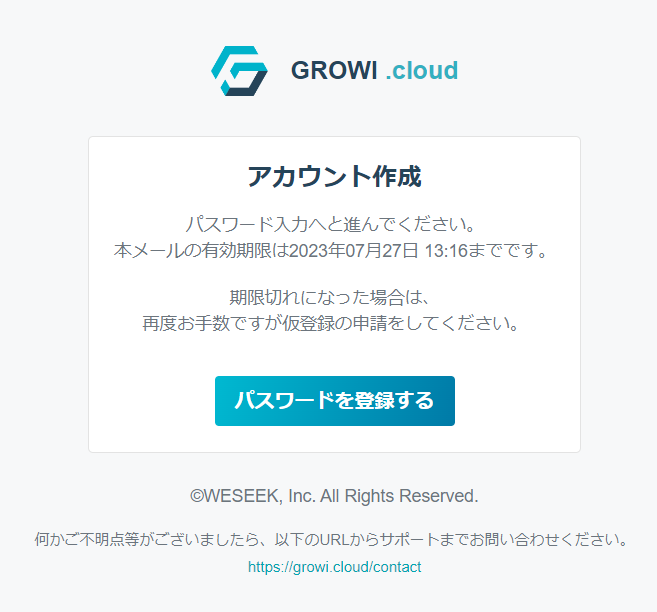 GROWI .cloud
アカウント作成
パスワード入力へと進んでください。
本メールの有効期限は2023年07月27日 13:16までです。
期限切れになった場合は、
再度お手数ですが仮登録の申請をしてください。
パスワードを登録する
©WESEEK, Inc. All Rights Reserved.
何かご不明点等がございましたら、以下のURLからサポートまでお問い合わせください。
https://growi.cloud/contact